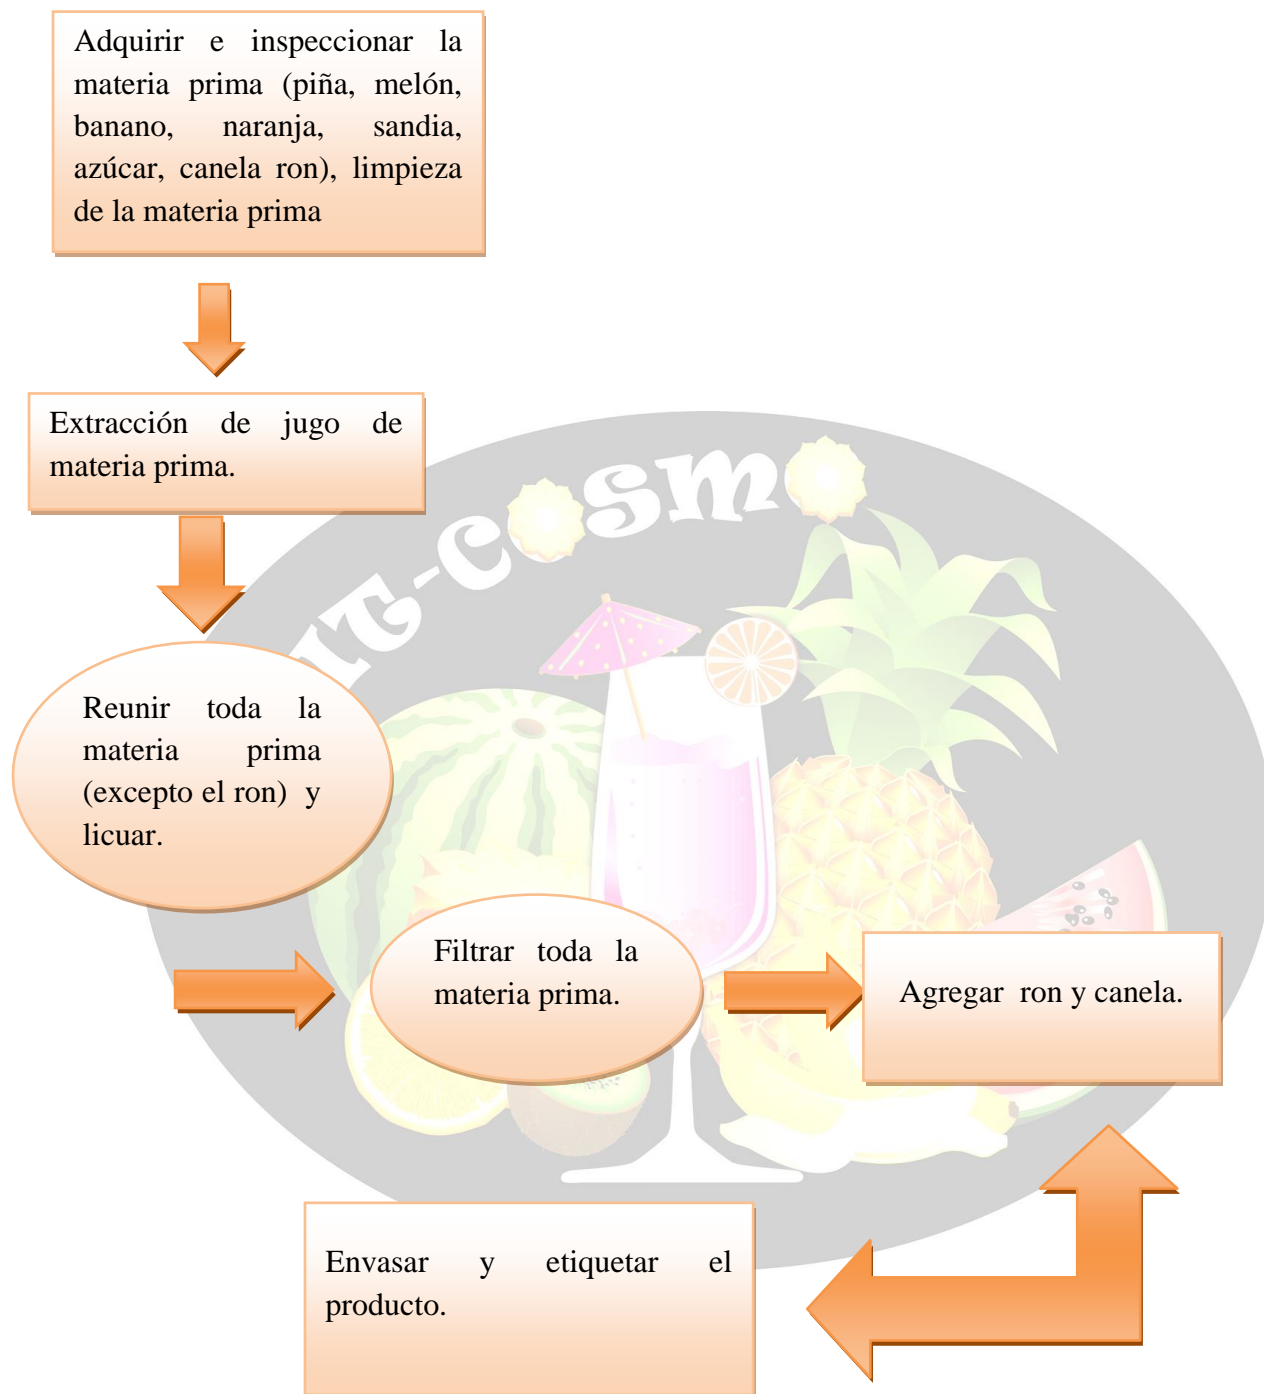 Adquirir e inspeccionar la
materia prima (piña, melón,
banano, naranja, sandia,
azúcar, canela ron), limpieza
de la materia prima
Extracción de jugo de
materia prima.
IT-COSMO
Reunir toda la
materia prima
(excepto el ron) y
licuar.
Filtrar toda la
materia prima.
Agregar ron y canela.
Envasar y etiquetar el
producto.